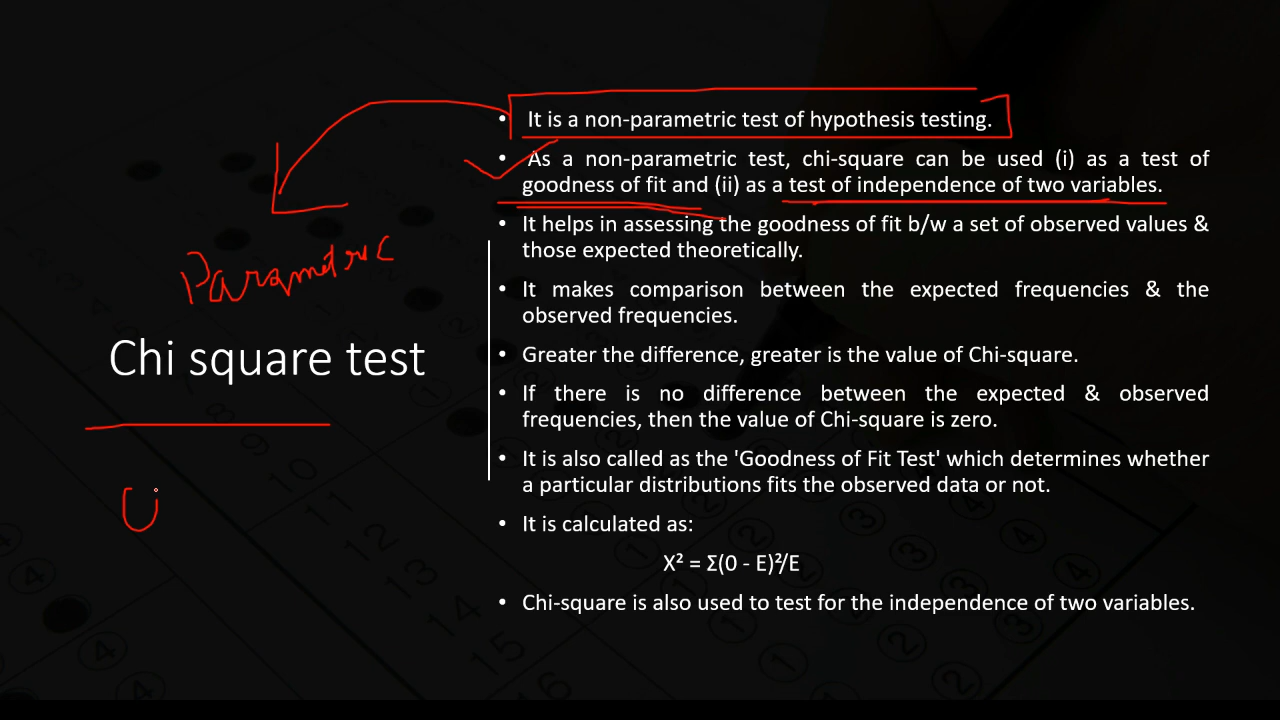 Parametric
Chi square test
U
• It is a non-parametric test of hypothesis testing.
• As a non-parametric test, chi-square can be used (i) as a test of
goodness of fit and (ii) as a test of independence of two variables.
• It helps in assessing the goodness of fit b/w a set of observed values &
those expected theoretically.
• It makes comparison between the expected frequencies & the
observed frequencies.
• Greater the difference, greater is the value of Chi-square.
• If there is no difference between the expected & observed
frequencies, then the value of Chi-square is zero.
• It is also called as the 'Goodness of Fit Test' which determines whether
a particular distributions fits the observed data or not.
• It is calculated as:
X² = Σ(0 - E)²/E
• Chi-square is also used to test for the independence of two variables.